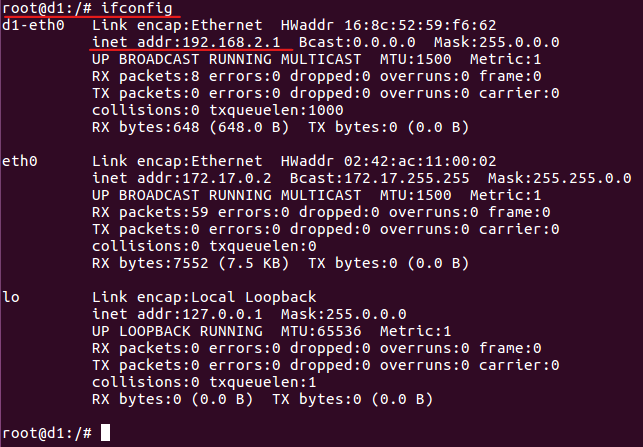 root@d1:/# ifconfig
d1-eth0   Link encap:Ethernet  HWaddr 16:8c:52:59:f6:62
          inet addr:192.168.2.1  Bcast:0.0.0.0  Mask:255.0.0.0
          UP BROADCAST RUNNING MULTICAST  MTU:1500  Metric:1
          RX packets:8 errors:0 dropped:0 overruns:0 frame:0
          TX packets:0 errors:0 dropped:0 overruns:0 carrier:0
          collisions:0 txqueuelen:1000
          RX bytes:648 (648.0 B)  TX bytes:0 (0.0 B)
eth0      Link encap:Ethernet  HWaddr 02:42:ac:11:00:02
          inet addr:172.17.0.2  Bcast:172.17.255.255  Mask:255.255.0.0
          UP BROADCAST RUNNING MULTICAST  MTU:1500  Metric:1
          RX packets:59 errors:0 dropped:0 overruns:0 frame:0
          TX packets:0 errors:0 dropped:0 overruns:0 carrier:0
          collisions:0 txqueuelen:0
          RX bytes:7552 (7.5 KB)  TX bytes:0 (0.0 B)
lo        Link encap:Local Loopback
          inet addr:127.0.0.1  Mask:255.0.0.0
          UP LOOPBACK RUNNING  MTU:65536  Metric:1
          RX packets:0 errors:0 dropped:0 overruns:0 frame:0
          TX packets:0 errors:0 dropped:0 overruns:0 carrier:0
          collisions:0 txqueuelen:1
          RX bytes:0 (0.0 B)  TX bytes:0 (0.0 B)
root@d1:/#